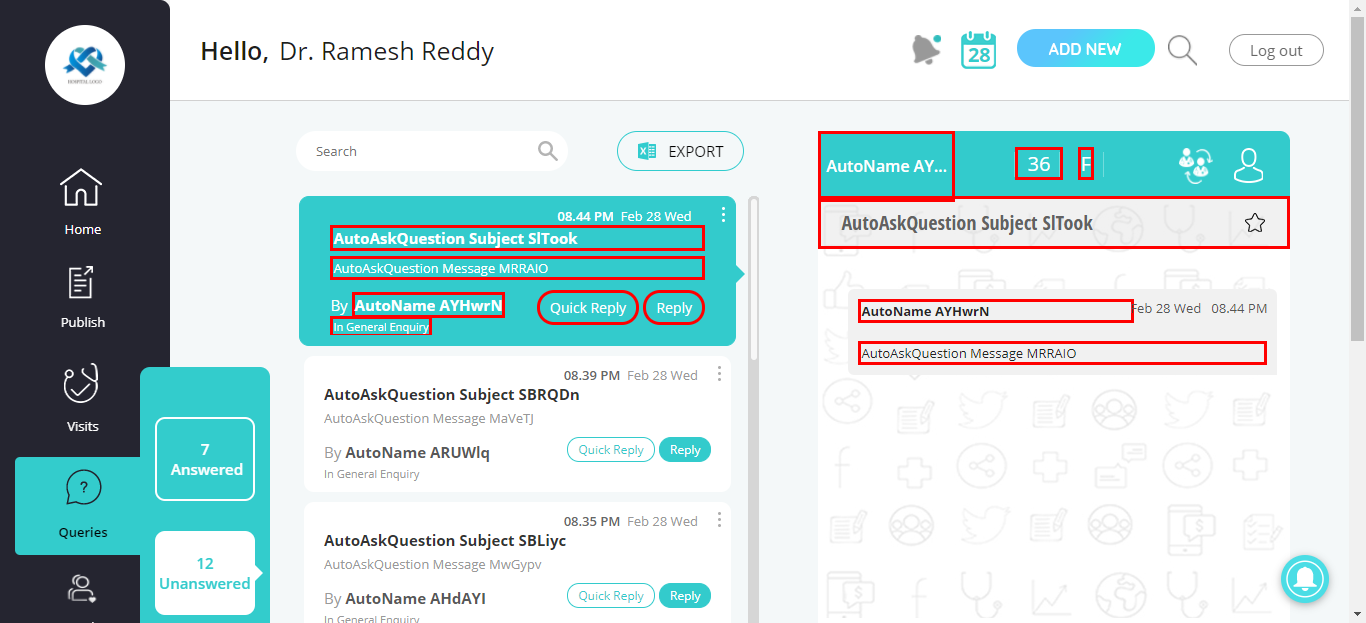 HOSPITAL LOGO
Hello, Dr. Ramesh Reddy
28
ADD NEW
Log out
Home
Publish
Visits
?
Queries
7
Answered
12
Unanswered
Search
EXPORT
08.44 PM Feb 28 Wed
AutoAskQuestion Subject SlTook
AutoAskQuestion Message MRRAIO
By AutoName AYHwrN
Quick Reply
Reply
In General Enquiry
08.39 PM Feb 28 Wed
AutoAskQuestion Subject SBRQDn
AutoAskQuestion Message MaVeTJ
By AutoName ARUWlq
Quick Reply
Reply
In General Enquiry
08.35 PM Feb 28 Wed
AutoAskQuestion Subject SBLiyc
AutoAskQuestion Message MwGypv
By AutoName AHdAYI
Quick Reply
Reply
In General Enquiry
AutoName AY...
36
F
AutoAskQuestion Subject SlTook
AutoName AYHwrN
Feb 28 Wed 08.44 PM
AutoAskQuestion Message MRRAIO